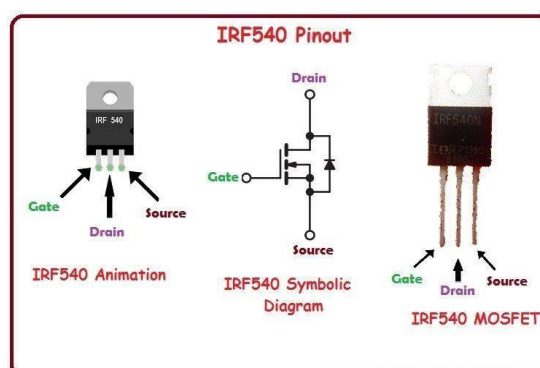 IRF540 Pinout
IRF 540
Gate
Drain
Source
IRF540 Animation
Drain
Gate
Source
IRF540 Symbolic
Diagram
IRF540N
Gate
Drain
Source
IRF540 MOSFET